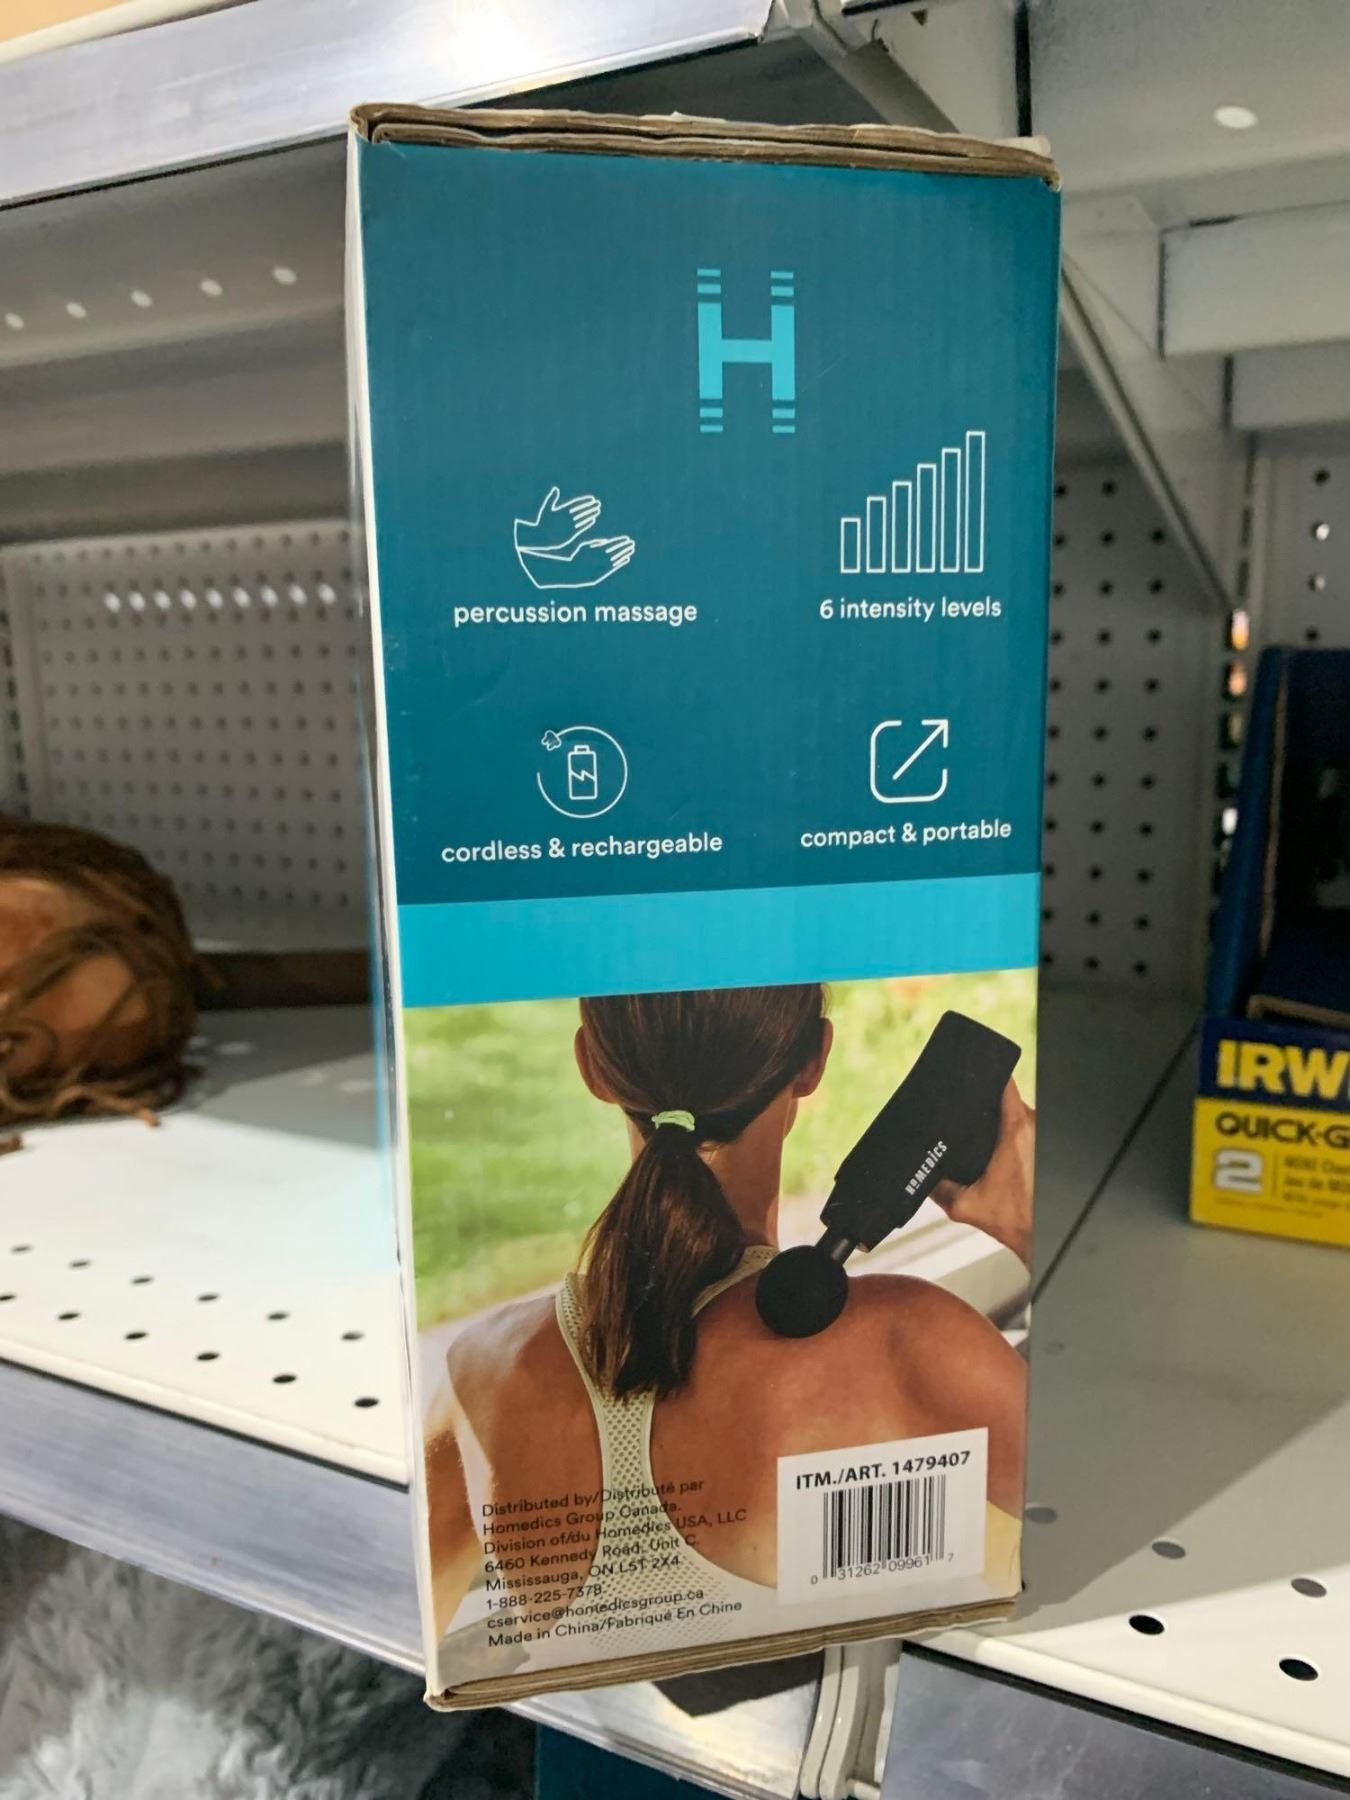 H
percussion massage
6 intensity levels
cordless & rechargeable
compact & portable
HOMEDICS
ITM./ART. 1479407
0 31262 09961 7
Distributed by/Distribué par
Homedics Group Canada.
Division of/du Homedics USA, LLC
6460 Kennedy Road, Unit C.
Mississauga, ON L5T 2X4
1-888-225-7378
cservice@homedicsgroup.ca
Made in China/Fabriqué En Chine
IRW
QUICK-G
2